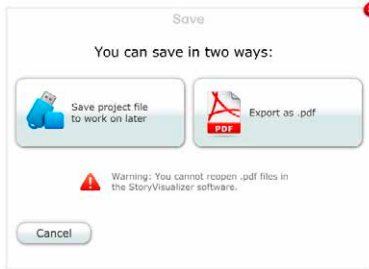 Save
You can save in two ways:
Save project file
to work on later
PDF
Export as .pdf
Warning: You cannot reopen .pdf files in
the StoryVisualizer software.
Cancel